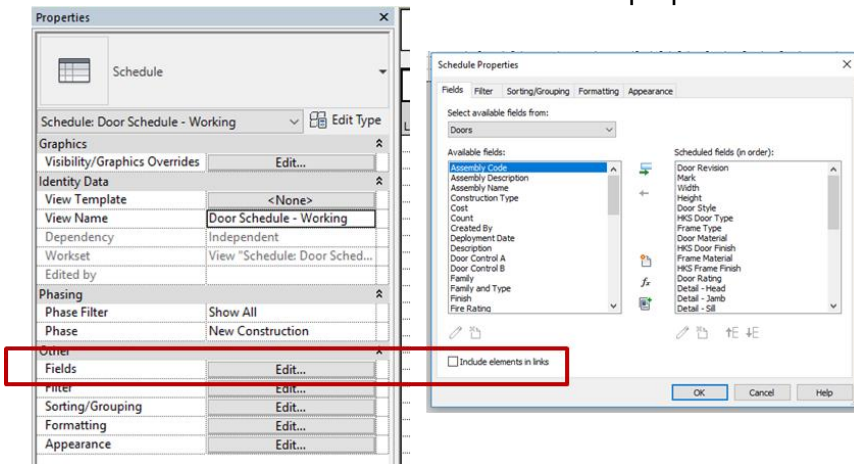 Properties
Schedule
Schedule: Door Schedule - Working
Edit Type
Graphics
Visibility/Graphics Overrides Edit...
Identity Data
View Template <None>
View Name Door Schedule - Working
Dependency Independent
Workset View "Schedule: Door Sched...
Edited by
Phasing
Phase Filter Show All
Phase New Construction
Other
Fields Edit...
Filter Edit...
Sorting/Grouping Edit...
Formatting Edit...
Appearance Edit...
Schedule Properties
Fields Filter Sorting/Grouping Formatting Appearance
Select available fields from:
Doors
Available fields:
Assembly Code
Assembly Description
Assembly Name
Construction Type
Cost
Count
Created By
Deployment Date
Description
Door Control A
Door Control B
Family
Family and Type
Finish
Fire Rating
Scheduled fields (in order):
Door Revision
Mark
Width
Height
Door Style
HKS Door Type
Frame Type
Door Material
HKS Door Finish
Frame Material
HKS Frame Finish
Door Rating
Detail - Head
Detail - Jamb
Detail - Sill
Include elements in links
OK Cancel Help